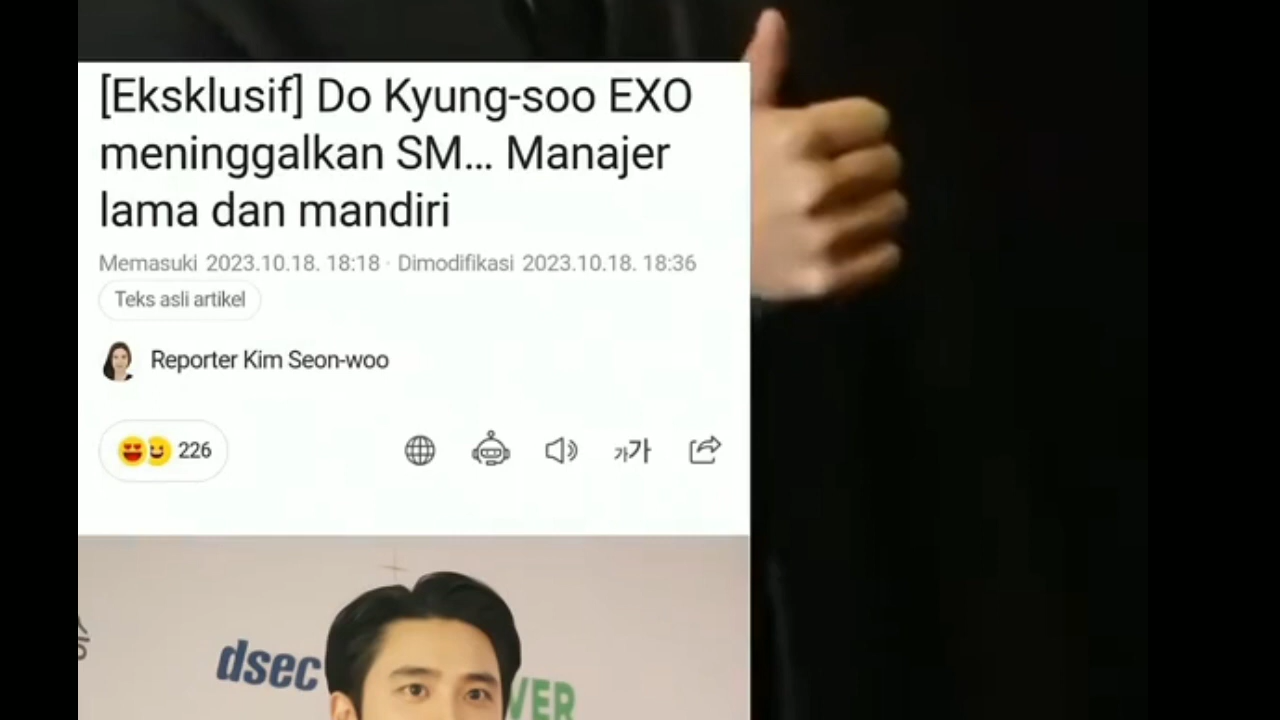 [Eksklusif] Do Kyung-soo EXO
meninggalkan SM... Manajer
lama dan mandiri
Memasuki 2023.10.18. 18:18 · Dimodifikasi 2023.10.18. 18:36
Teks asli artikel
Reporter Kim Seon-woo
226
가가
dsec
VER